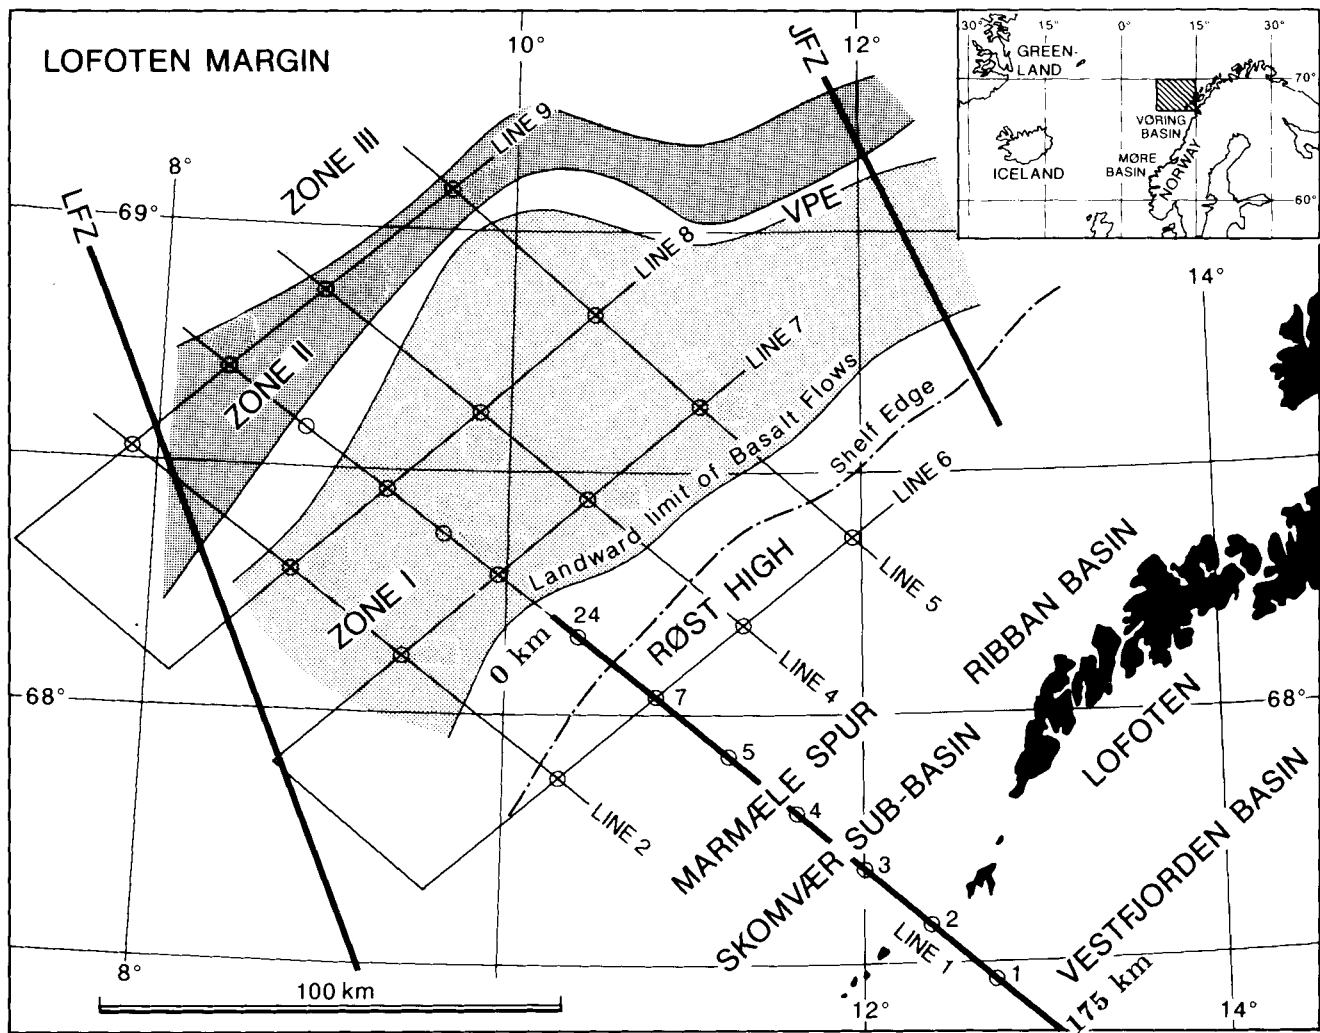 LOFOTEN MARGIN
10°
JFZ
12°
30°
15°
0°
15°
30°
GREEN-
LAND
70°
VØRING
BASIN
MØRE
BASIN
NORWAY
ICELAND
60°
8°
LFZ
69°
ZONE III
LINE 9
VPE
LINE 8
14°
ZONE II
LINE 7
Landward limit of Basalt Flows
Shelf Edge
LINE 6
LINE 5
ZONE I
0 km
24
RØST HIGH
RIBBAN BASIN
68°
68°
7
LINE 4
5
MARMÆLE SPUR
LOFOTEN
LINE 2
4
SKOMVÆR SUB-BASIN
3
VESTFJORDEN BASIN
2
LINE 1
1
175 km
8°
100 km
12°
14°